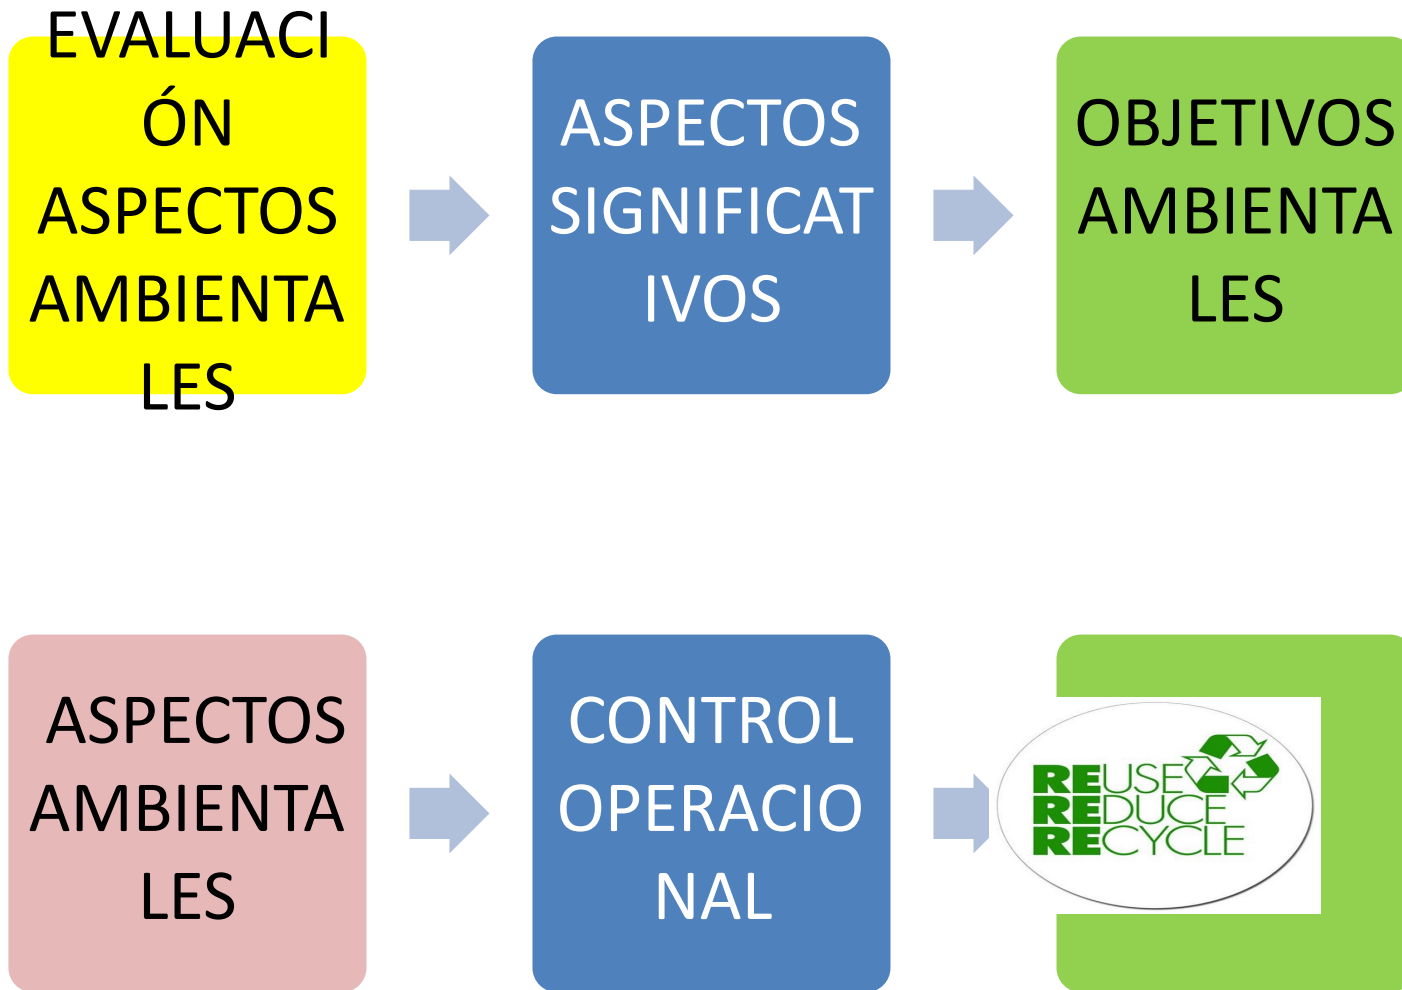 EVALUACI
ÓN
ASPECTOS
AMBIENTA
LES
ASPECTOS
SIGNIFICAT
IVOS
OBJETIVOS
AMBIENTA
LES
ASPECTOS
AMBIENTA
LES
CONTROL
OPERACIO
NAL
REUSE
REDUCE
RECYCLE